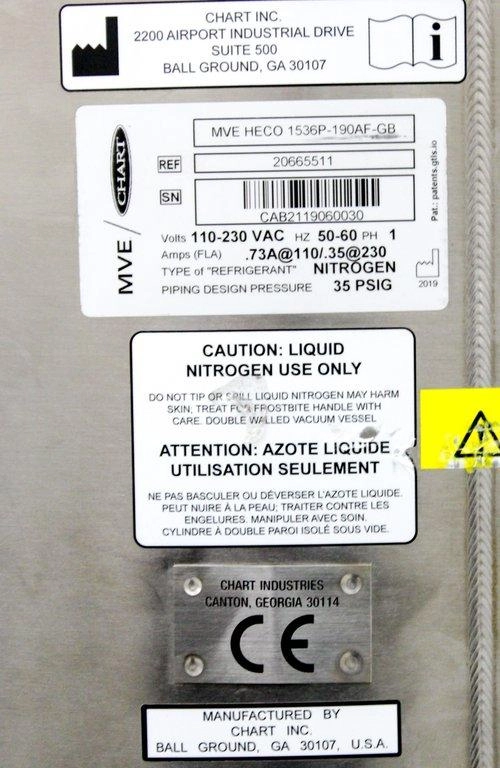 CHART INC.
2200 AIRPORT INDUSTRIAL DRIVE
SUITE 500
BALL GROUND, GA 30107
i
MVE / CHART
MVE HECO 1536P-190AF-GB
REF 20665511
SN
CAB2119060030
Volts 110-230 VAC HZ 50-60 PH 1
Amps (FLA) .73A@110/.35@230
TYPE of "REFRIGERANT" NITROGEN
PIPING DESIGN PRESSURE 35 PSIG
Pat.: patents.gtls.io
2019
CAUTION: LIQUID
NITROGEN USE ONLY
DO NOT TIP OR SPILL LIQUID NITROGEN MAY HARM
SKIN; TREAT FOR FROSTBITE HANDLE WITH
CARE. DOUBLE WALLED VACUUM VESSEL
ATTENTION: AZOTE LIQUIDE
UTILISATION SEULEMENT
NE PAS BASCULER OU DÉVERSER L'AZOTE LIQUIDE.
PEUT NUIRE À LA PEAU; TRAITER CONTRE LES
ENGELURES. MANIPULER AVEC SOIN.
CYLINDRE À DOUBLE PAROI ISOLÉ SOUS VIDE.
CHART INDUSTRIES
CANTON, GEORGIA 30114
CE
MANUFACTURED BY
CHART INC.
BALL GROUND, GA 30107, U.S.A.